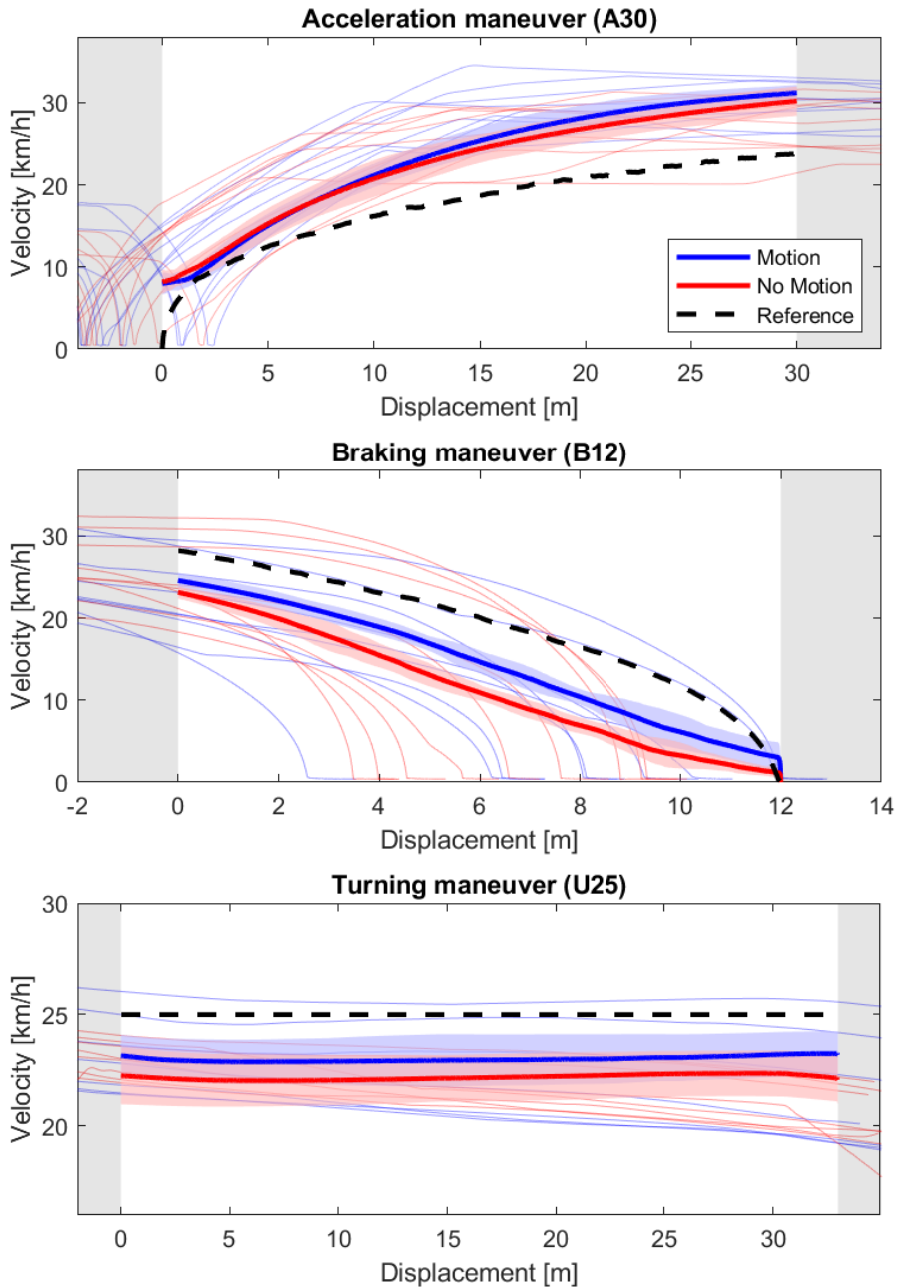 Acceleration maneuver (A30)
Velocity [km/h]
30
20
10
0
Motion
No Motion
Reference
0 5 10 15 20 25 30
Displacement [m]
Braking maneuver (B12)
Velocity [km/h]
30
20
10
0
-2 0 2 4 6 8 10 12 14
Displacement [m]
Turning maneuver (U25)
Velocity [km/h]
30
25
20
0 5 10 15 20 25 30
Displacement [m]